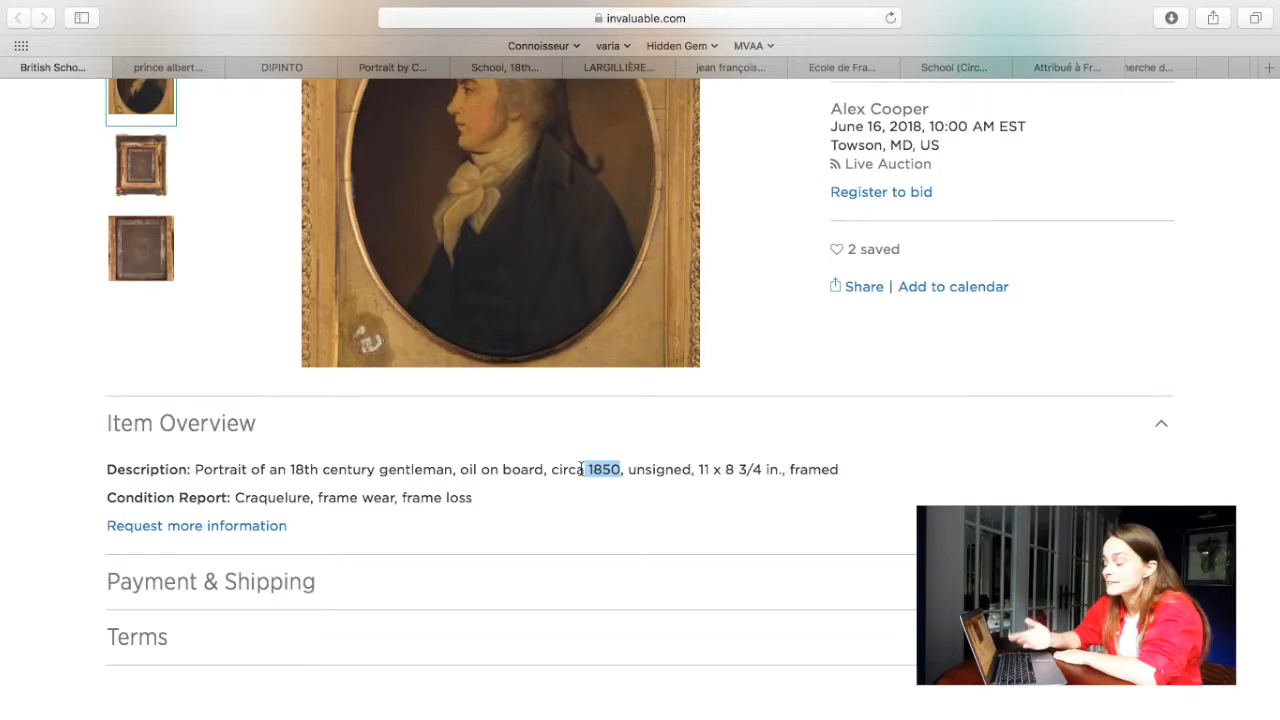 invaluable.com
Connoisseur varia Hidden Gem MVAA
British Scho... prince albert... DIPINTO Portrait by C... School, 18th... LARGILLIÈRE... jean françois... Ecole de Fra... School (Circ... Attribué à Fr... herche d...
Alex Cooper
June 16, 2018, 10:00 AM EST
Towson, MD, US
Live Auction
Register to bid
2 saved
Share | Add to calendar
Item Overview
Description: Portrait of an 18th century gentleman, oil on board, circa 1850, unsigned, 11 x 8 3/4 in., framed
Condition Report: Craquelure, frame wear, frame loss
Request more information
Payment & Shipping
Terms